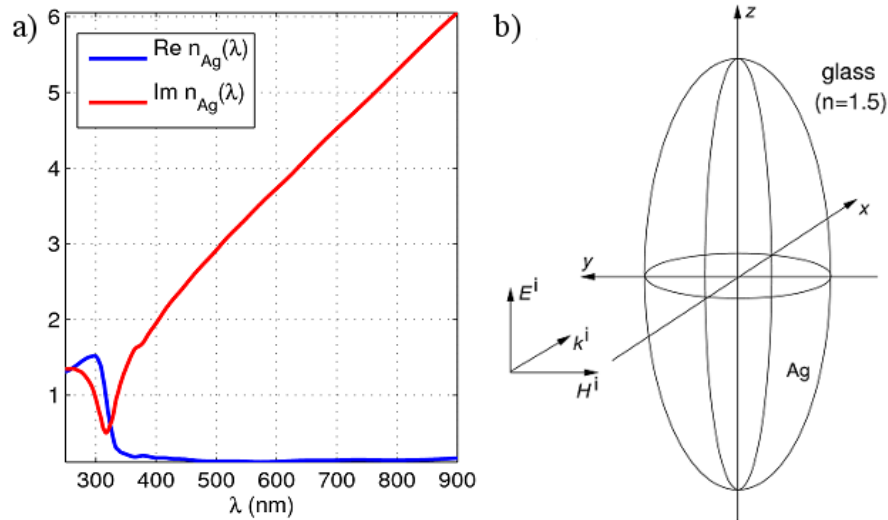 a)
Re n_Ag(λ)
Im n_Ag(λ)
6
5
4
3
2
1
300 400 500 600 700 800 900
λ (nm)
b)
z
glass
(n=1.5)
x
y
E^i
k^i
H^i
Ag